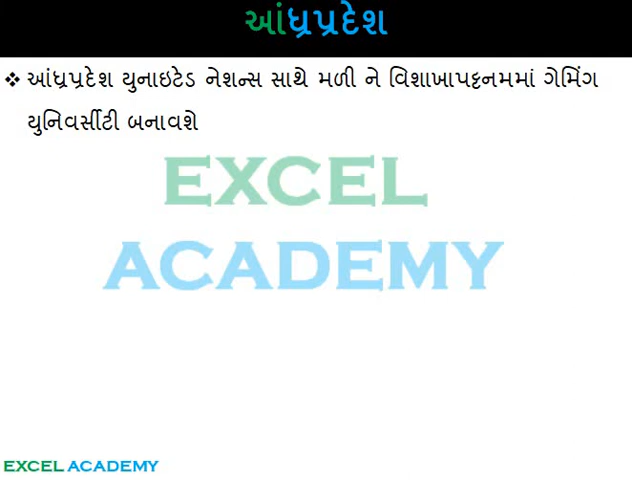 આંધ્રપ્રદેશ
❖ આંધ્રપ્રદેશ યુનાઇટેડ નેશન્સ સાથે મળી ને વિશાખાપટ્ટનમમાં ગેમિંગ
યુનિવર્સીટી બનાવશે
EXCEL
ACADEMY
EXCEL ACADEMY